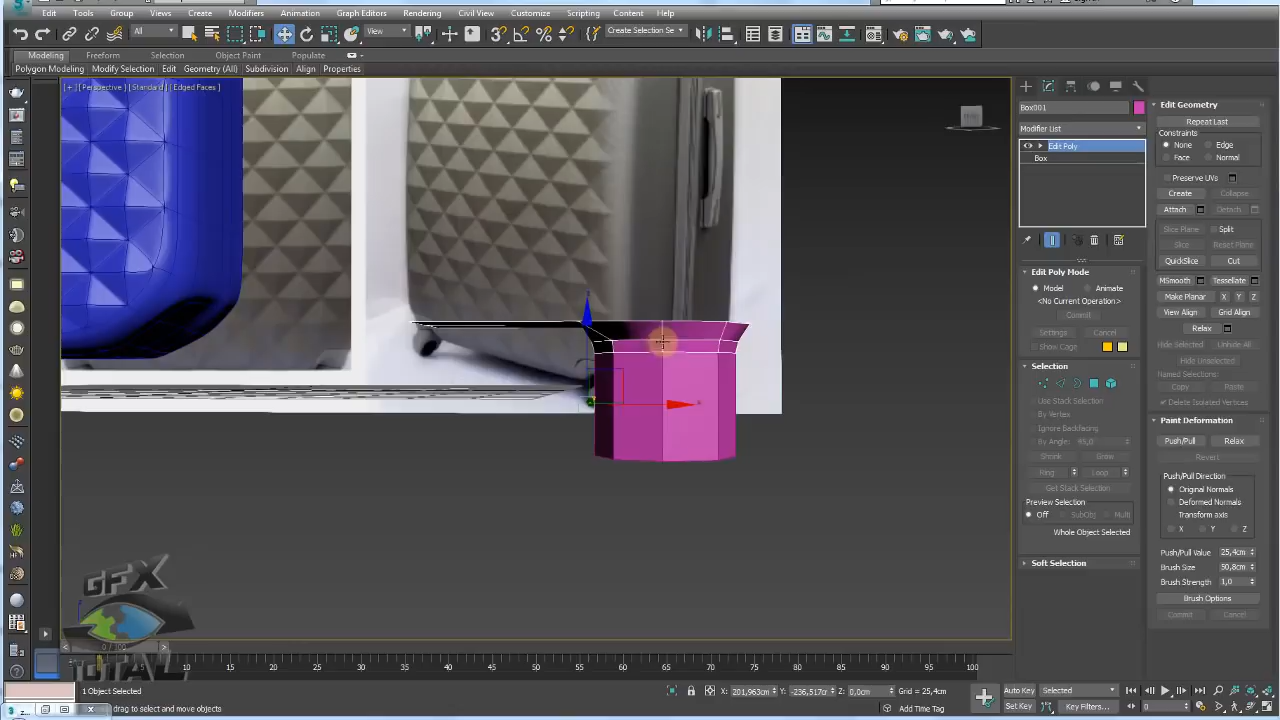 Edit Tools Group Views Create Modifiers Animation Graph Editors Rendering Civil View Customize Scripting Content Help
All View Create Selection Se
Modeling Freeform Selection Object Paint Populate
Polygon Modeling Modify Selection Edit Geometry (All) Subdivision Align Properties
[+] [Perspective] [Standard] [Edged Faces]
Box001
Modifier List
Edit Poly
Box
Edit Poly Mode
Model Animate
<No Current Operation>
Commit
Settings Cancel
Show Cage
Selection
Use Stack Selection
By Vertex
Ignore Backfacing
By Angle: 45,0
Shrink Grow
Ring Loop
Get Stack Selection
Preview Selection
Off SubObj Multi
Whole Object Selected
Soft Selection
Edit Geometry
Repeat Last
Constraints
None Edge
Face Normal
Preserve UVs
Create Collapse
Attach Detach
Slice Plane Split
Slice Reset Plane
QuickSlice Cut
MSmooth Tessellate
Make Planar X Y Z
View Align Grid Align
Relax
Hide Selected Unhide All
Hide Unselected
Named Selections:
Copy Paste
Delete Isolated Vertices
Paint Deformation
Push/Pull Relax
Revert
Push/Pull Direction
Original Normals
Deformed Normals
Transform axis
X Y Z
Push/Pull Value 25,4cm
Brush Size 50,8cm
Brush Strength 1,0
Brush Options
Commit Cancel
GFX
TOTAL
0 / 100
15 20 25 30 35 40 45 50 55 60 65 70 75 80 85 90 95 100
1 Object Selected
X: 201,963cm Y: -236,517cm Z: 0,0cm Grid = 25,4cm
Auto Key Selected
drag to select and move objects
Add Time Tag
Set Key Key Filters...
0